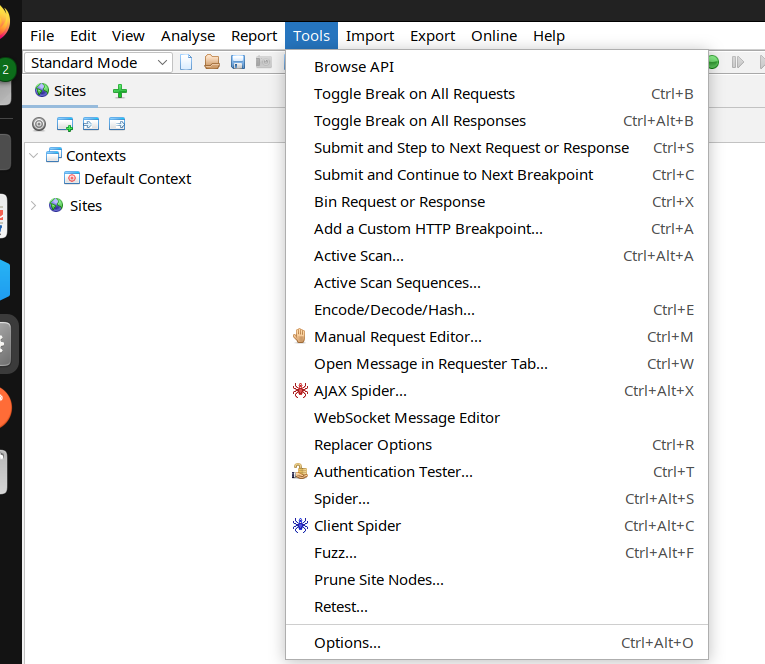 File Edit View Analyse Report Tools Import Export Online Help
Standard Mode
2
Sites
Contexts
Default Context
Sites
Browse API
Toggle Break on All Requests Ctrl+B
Toggle Break on All Responses Ctrl+Alt+B
Submit and Step to Next Request or Response Ctrl+S
Submit and Continue to Next Breakpoint Ctrl+C
Bin Request or Response Ctrl+X
Add a Custom HTTP Breakpoint... Ctrl+A
Active Scan... Ctrl+Alt+A
Active Scan Sequences...
Encode/Decode/Hash... Ctrl+E
Manual Request Editor... Ctrl+M
Open Message in Requester Tab... Ctrl+W
AJAX Spider... Ctrl+Alt+X
WebSocket Message Editor
Replacer Options Ctrl+R
Authentication Tester... Ctrl+T
Spider... Ctrl+Alt+S
Client Spider Ctrl+Alt+C
Fuzz... Ctrl+Alt+F
Prune Site Nodes...
Retest...
Options... Ctrl+Alt+O